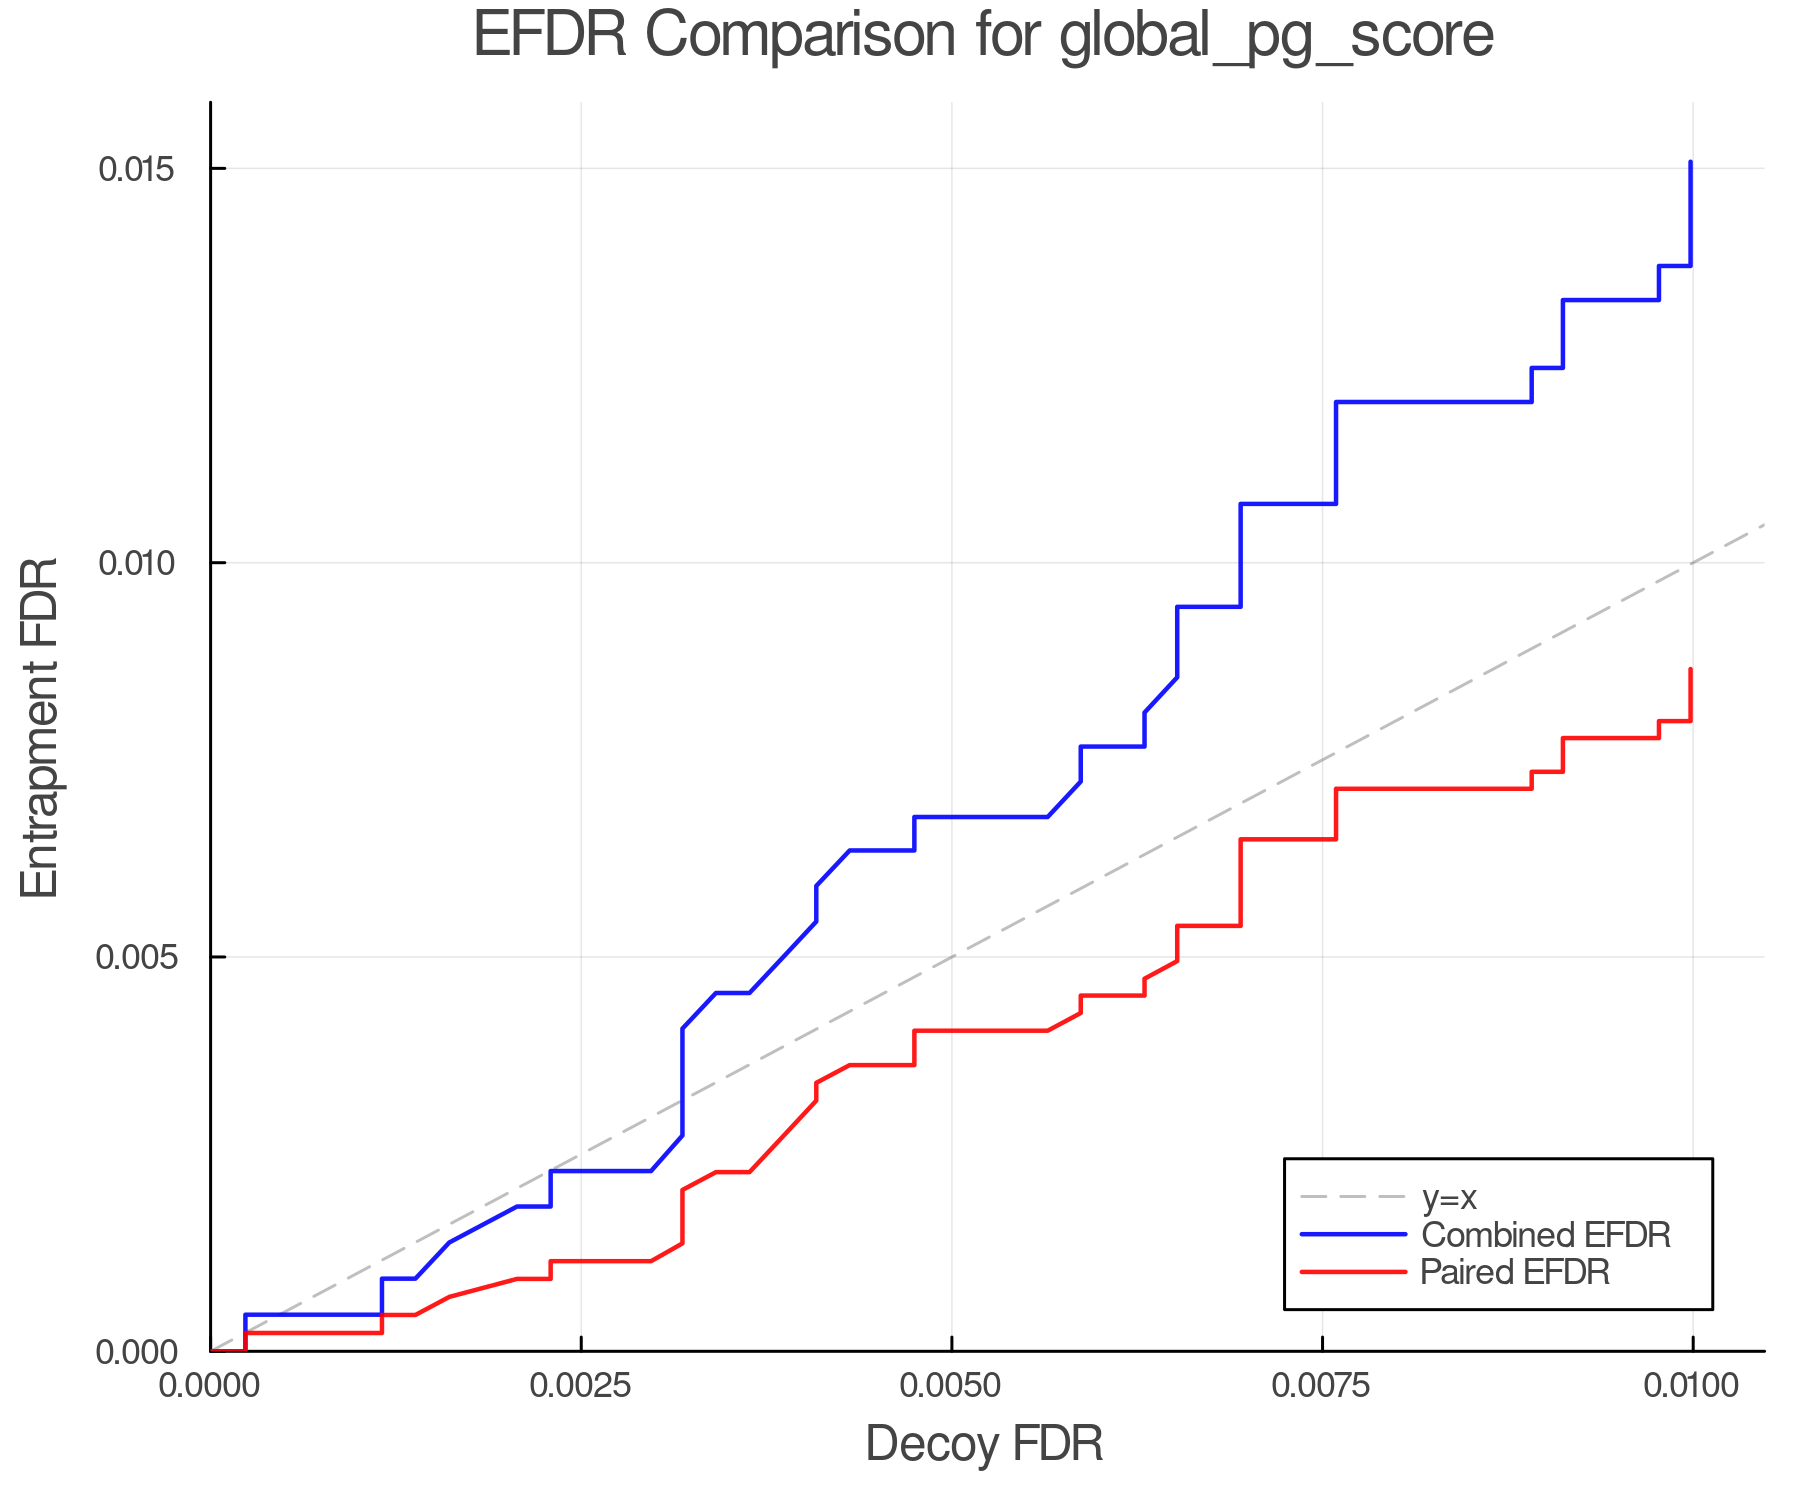 EFDR Comparison for global_pg_score
Entrapment FDR
0.015
0.010
0.005
0.000
0.0000 0.0025 0.0050 0.0075 0.0100
Decoy FDR
y=x
Combined EFDR
Paired EFDR